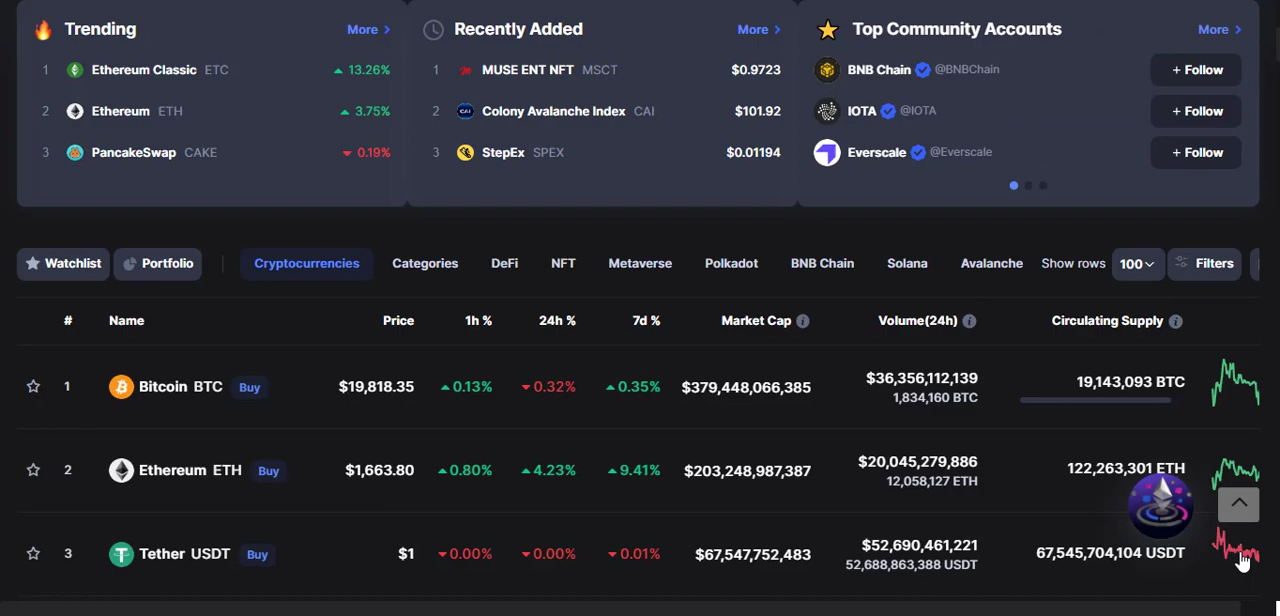 Trending More >
1 Ethereum Classic ETC 13.26%
2 Ethereum ETH 3.75%
3 PancakeSwap CAKE 0.19%
Recently Added More >
1 MUSE ENT NFT MSCT $0.9723
2 CAI Colony Avalanche Index CAI $101.92
3 StepEx SPEX $0.01194
Top Community Accounts More >
BNB Chain @BNBChain + Follow
IOTA @IOTA + Follow
Everscale @Everscale + Follow
Watchlist Portfolio Cryptocurrencies Categories DeFi NFT Metaverse Polkadot BNB Chain Solana Avalanche Show rows 100 Filters
# Name Price 1h % 24h % 7d % Market Cap Volume(24h) Circulating Supply
1 Bitcoin BTC Buy $19,818.35 0.13% 0.32% 0.35% $379,448,066,385 $36,356,112,139 19,143,093 BTC
1,834,160 BTC
2 Ethereum ETH Buy $1,663.80 0.80% 4.23% 9.41% $203,248,987,387 $20,045,279,886 122,263,301 ETH
12,058,127 ETH
3 Tether USDT Buy $1 0.00% 0.00% 0.01% $67,547,752,483 $52,690,461,221 67,545,704,104 USDT
52,688,863,388 USDT